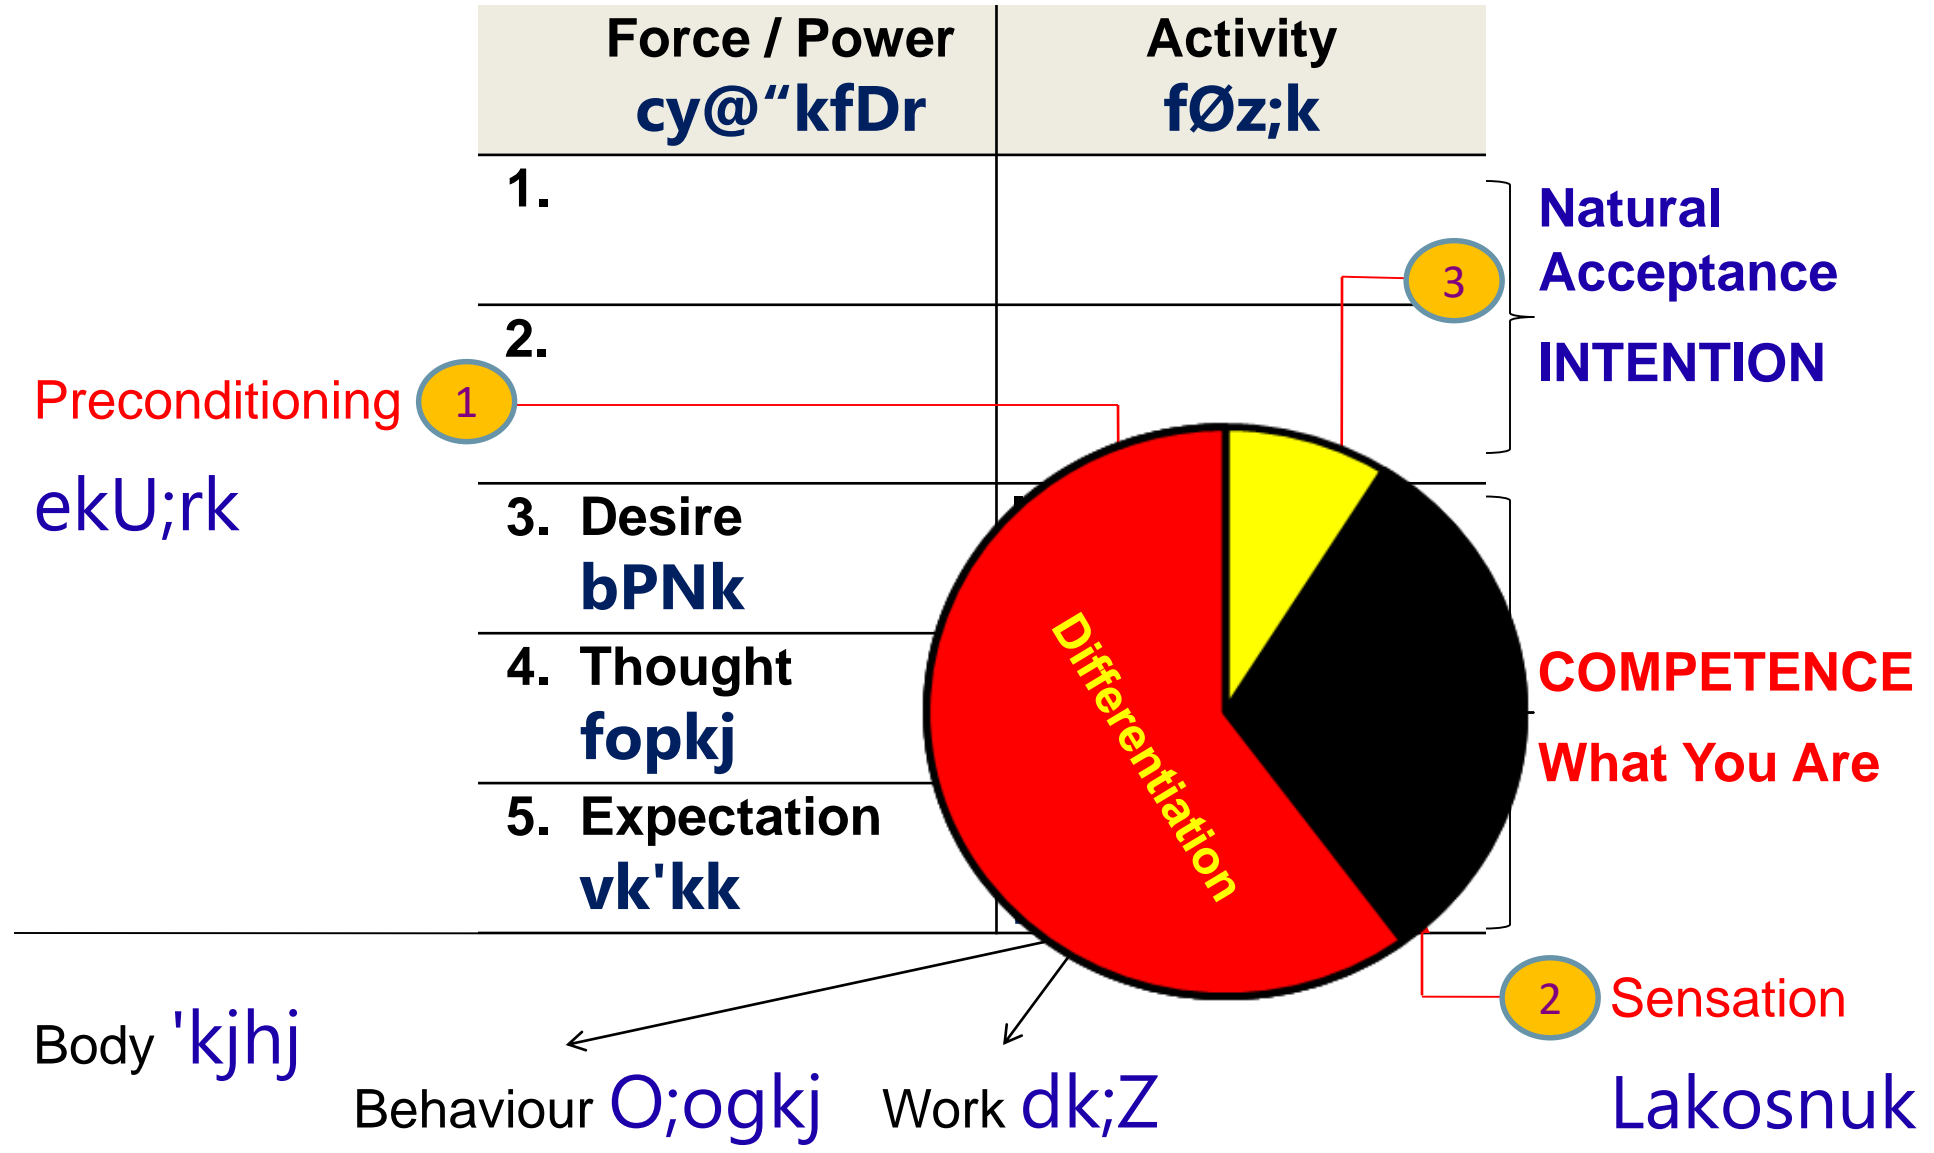 Force / Power
cy@“kfDr
Activity
fØz;k
1.
2.
3. Desire
bPNk
4. Thought
fopkj
5. Expectation
vk'kk
Natural
Acceptance
INTENTION
3
Preconditioning
1
ekU;rk
Differentiation
COMPETENCE
What You Are
2
Sensation
Lakosnuk
Body 'kjhj
Behaviour O;ogkj
Work dk;Z